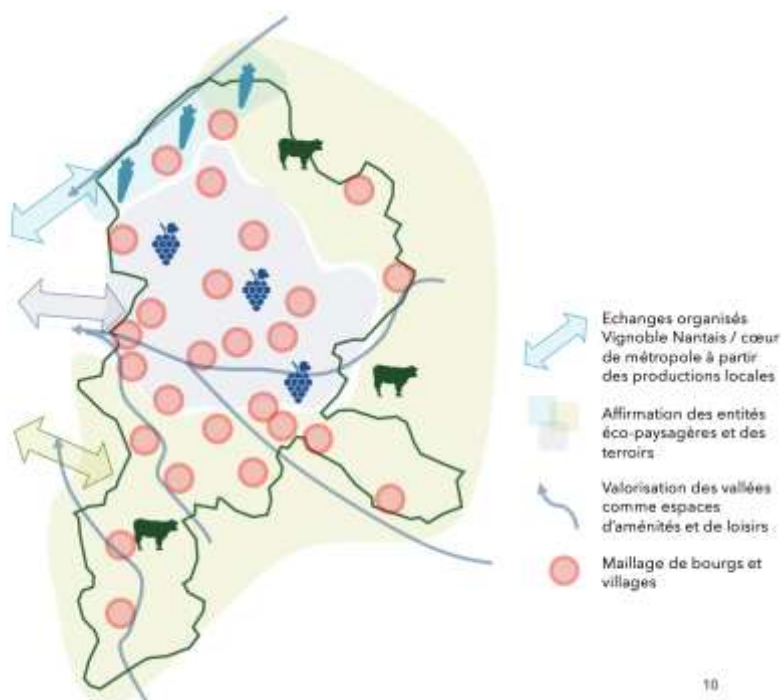 Echanges organisés
Vignoble Nantais / cœur
de métropole à partir
des productions locales
Affirmation des entités
éco-paysagères et des
terroirs
Valorisation des vallées
comme espaces
d'aménités et de loisirs
Maillage de bourgs et
villages
10